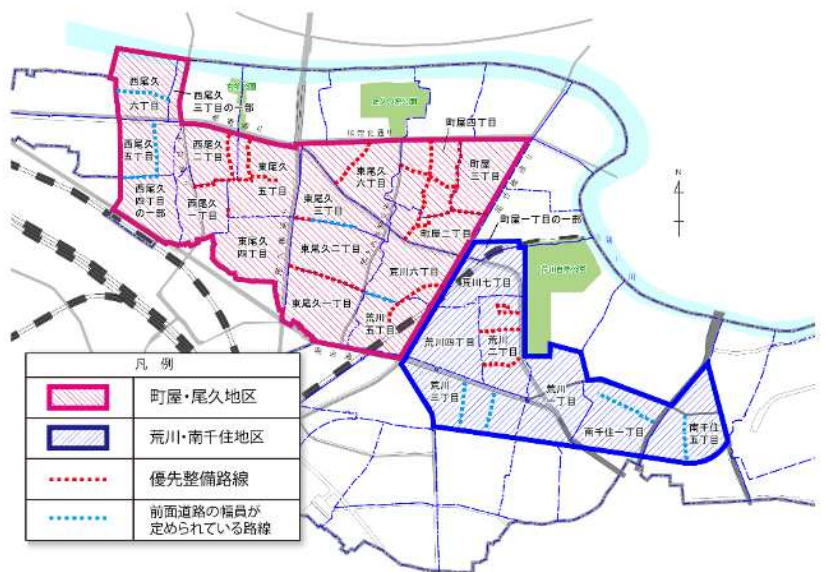 西尾久
六丁目
西尾久
三丁目の一部
西尾久
五丁目
西尾久
二丁目
西尾久
四丁目
の一部
西尾久
一丁目
東尾久
五丁目
東尾久
四丁目
東尾久
三丁目
東尾久
六丁目
東尾久二丁目
東尾久一丁目
町屋四丁目
町屋
三丁目
町屋二丁目
町屋一丁目の一部
荒川六丁目
荒川
五丁目
荒川七丁目
荒川四丁目
荒川
二丁目
荒川
三丁目
荒川
一丁目
南千住一丁目
南千住
五丁目
N
凡 例
町屋・尾久地区
荒川・南千住地区
優先整備路線
前面道路の幅員が
定められている路線